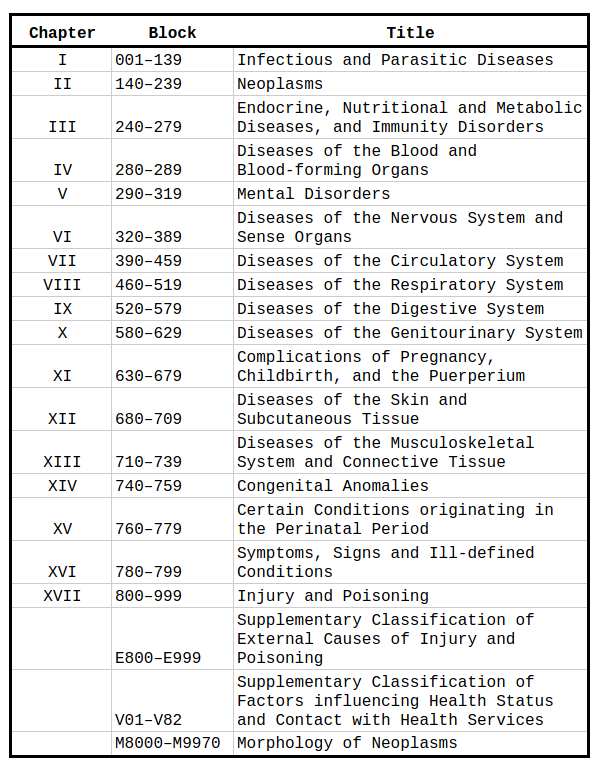 Chapter Block Title
I 001–139 Infectious and Parasitic Diseases
II 140–239 Neoplasms
Endocrine, Nutritional and Metabolic
III 240–279 Diseases, and Immunity Disorders
Diseases of the Blood and
IV 280–289 Blood-forming Organs
V 290–319 Mental Disorders
Diseases of the Nervous System and
VI 320–389 Sense Organs
VII 390–459 Diseases of the Circulatory System
VIII 460–519 Diseases of the Respiratory System
IX 520–579 Diseases of the Digestive System
X 580–629 Diseases of the Genitourinary System
Complications of Pregnancy,
XI 630–679 Childbirth, and the Puerperium
Diseases of the Skin and
XII 680–709 Subcutaneous Tissue
Diseases of the Musculoskeletal
XIII 710–739 System and Connective Tissue
XIV 740–759 Congenital Anomalies
Certain Conditions originating in
XV 760–779 the Perinatal Period
Symptoms, Signs and Ill-defined
XVI 780–799 Conditions
XVII 800–999 Injury and Poisoning
Supplementary Classification of
External Causes of Injury and
E800–E999 Poisoning
Supplementary Classification of
Factors influencing Health Status
V01–V82 and Contact with Health Services
M8000–M9970 Morphology of Neoplasms